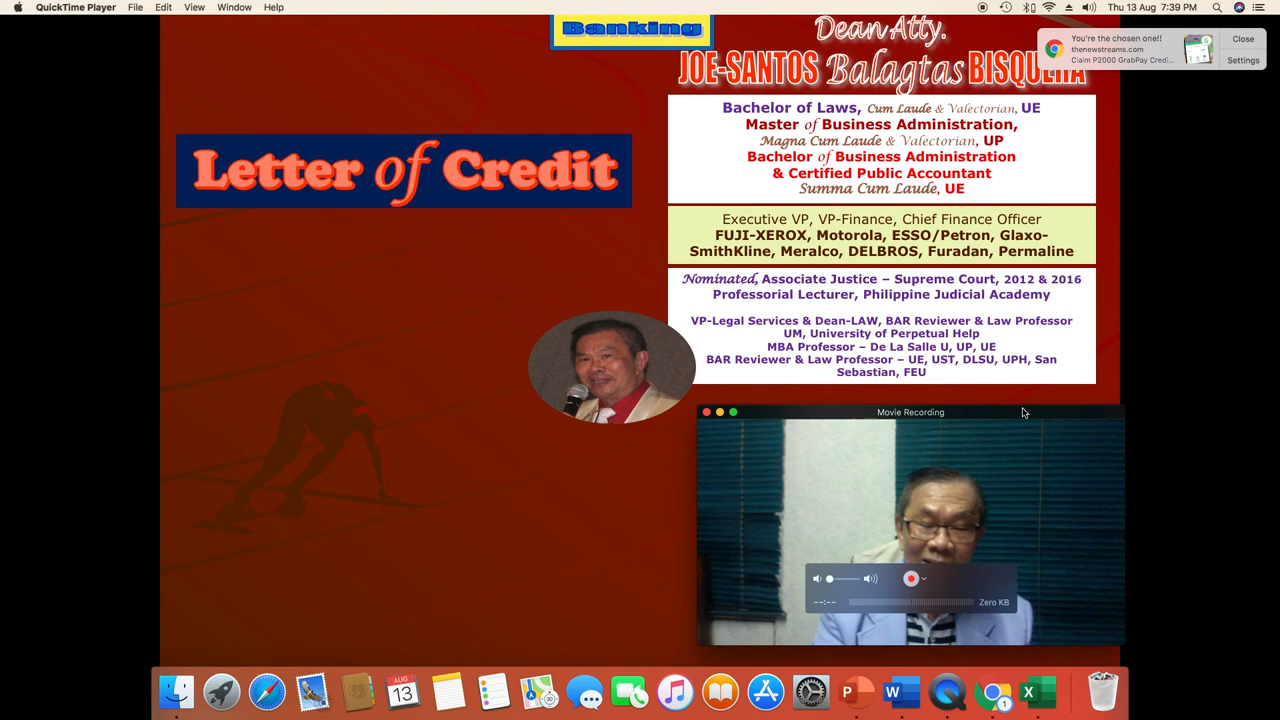 QuickTime Player File Edit View Window Help
Thu 13 Aug 7:39 PM
You're the chosen one!!
thenewstreams.com
Claim P2000 GrabPay Credi...
Close
Settings
Banking
Dean Atty.
JOE-SANTOS Balagtas BISQUERA
Letter of Credit
Bachelor of Laws, Cum Laude & Valectorian, UE
Master of Business Administration,
Magna Cum Laude & Valectorian, UP
Bachelor of Business Administration
& Certified Public Accountant
Summa Cum Laude, UE
Executive VP, VP-Finance, Chief Finance Officer
FUJI-XEROX, Motorola, ESSO/Petron, Glaxo-
SmithKline, Meralco, DELBROS, Furadan, Permaline
Nominated, Associate Justice – Supreme Court, 2012 & 2016
Professorial Lecturer, Philippine Judicial Academy
VP-Legal Services & Dean-LAW, BAR Reviewer & Law Professor
UM, University of Perpetual Help
MBA Professor – De La Salle U, UP, UE
BAR Reviewer & Law Professor – UE, UST, DLSU, UPH, San
Sebastian, FEU
Movie Recording
--:--
Zero KB
AUG
13
P
W
1
X